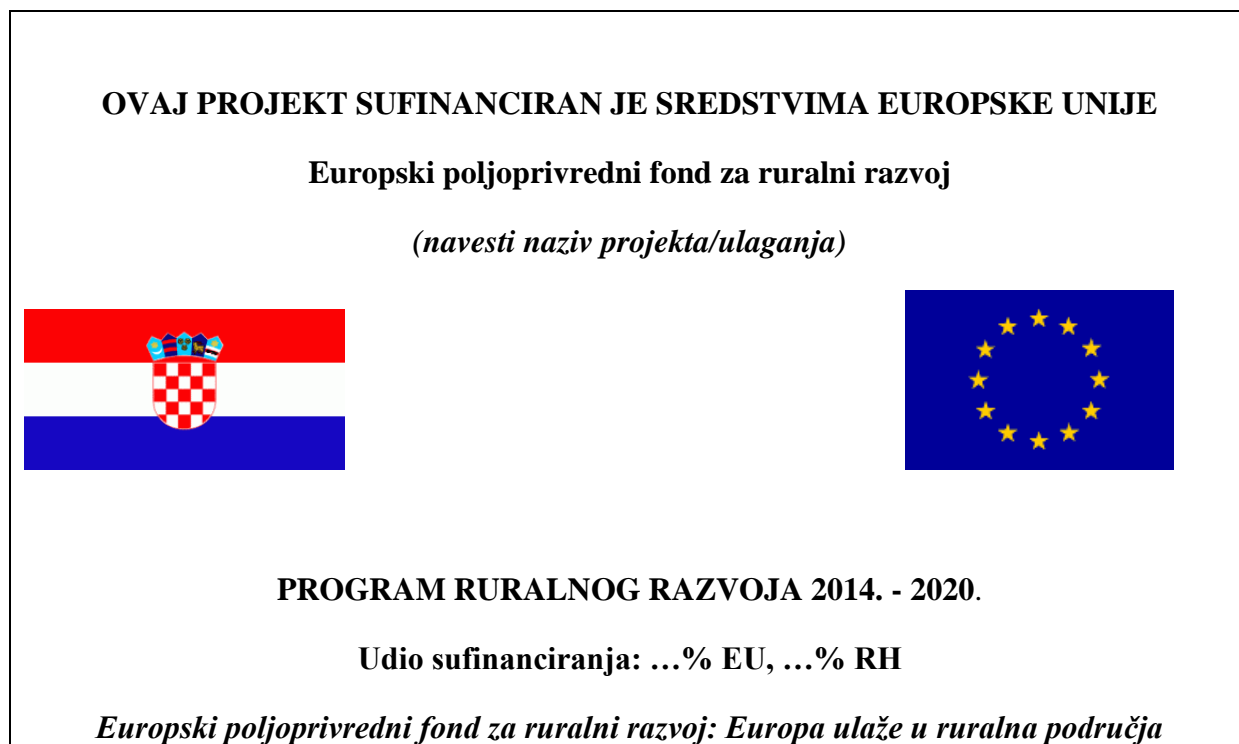 OVAJ PROJEKT SUFINANCIRAN JE SREDSTVIMA EUROPSKE UNIJE
Europski poljoprivredni fond za ruralni razvoj
(navesti naziv projekta/ulaganja)
PROGRAM RURALNOG RAZVOJA 2014. - 2020.
Udio sufinanciranja: …% EU, …% RH
Europski poljoprivredni fond za ruralni razvoj: Europa ulaže u ruralna područja